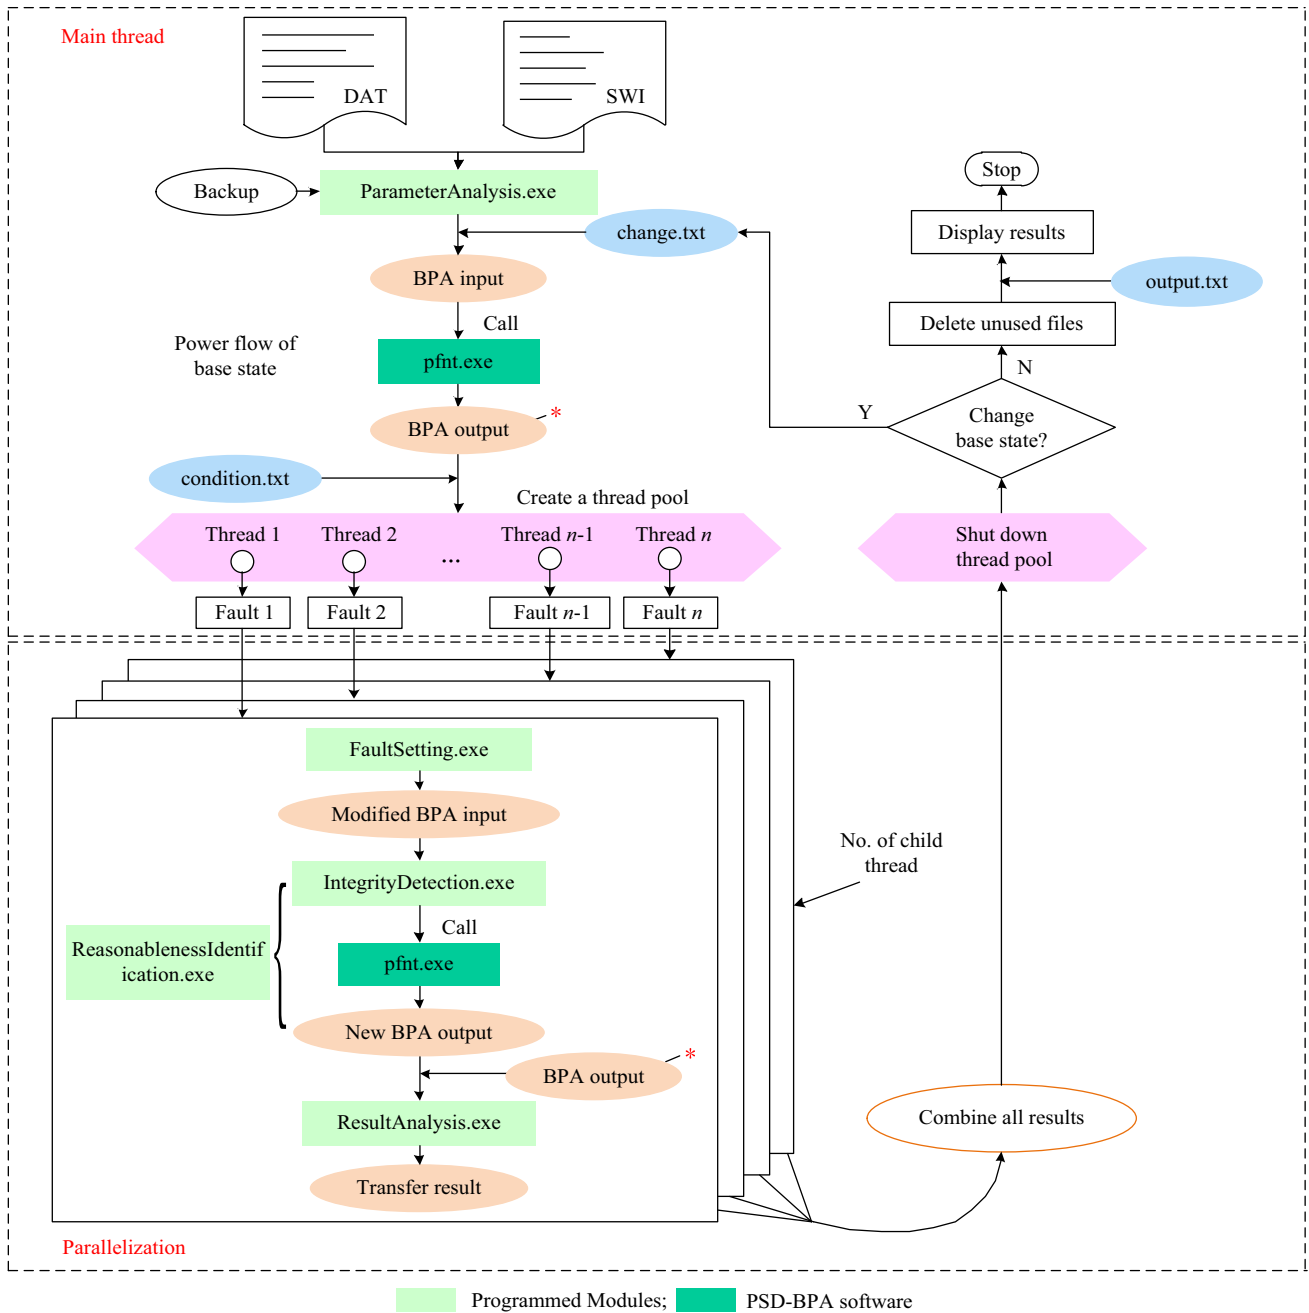 Main thread
DAT
SWI
Backup
ParameterAnalysis.exe
change.txt
BPA input
Call
Power flow of
base state
pfnt.exe
BPA output
*
condition.txt
Create a thread pool
Thread 1
Thread 2
...
Thread n-1
Thread n
Fault 1
Fault 2
Fault n-1
Fault n
Stop
Display results
output.txt
Delete unused files
N
Y
Change
base state?
Shut down
thread pool
FaultSetting.exe
Modified BPA input
IntegrityDetection.exe
Call
ReasonablenessIdentif
ication.exe
pfnt.exe
New BPA output
BPA output
*
ResultAnalysis.exe
Transfer result
No. of child
thread
Combine all results
Parallelization
Programmed Modules;
PSD-BPA software